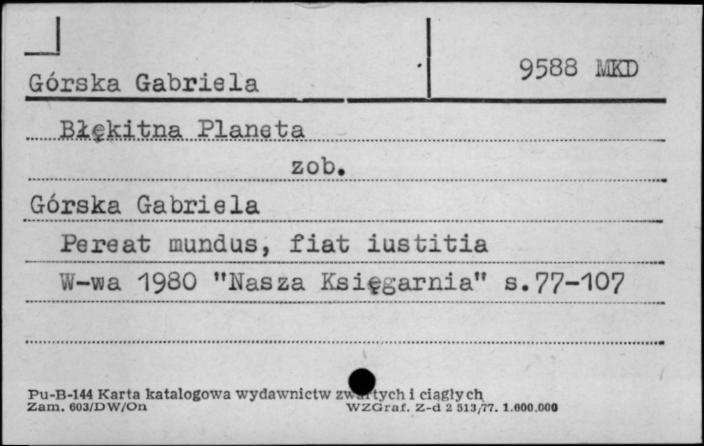 Górska Gabriela
9588 MKD
Błękitna Planeta
zob.
Górska Gabriela
Pereat mundus, fiat iustitia
W-wa 1980 "Nasza Księgarnia" s.77-107
Pu-B-144 Karta katalogowa wydawnictw zwartych i ciągłych
Zam. 603/DW/On
WZGraf. Z-d 2 513/77. 1.600.000